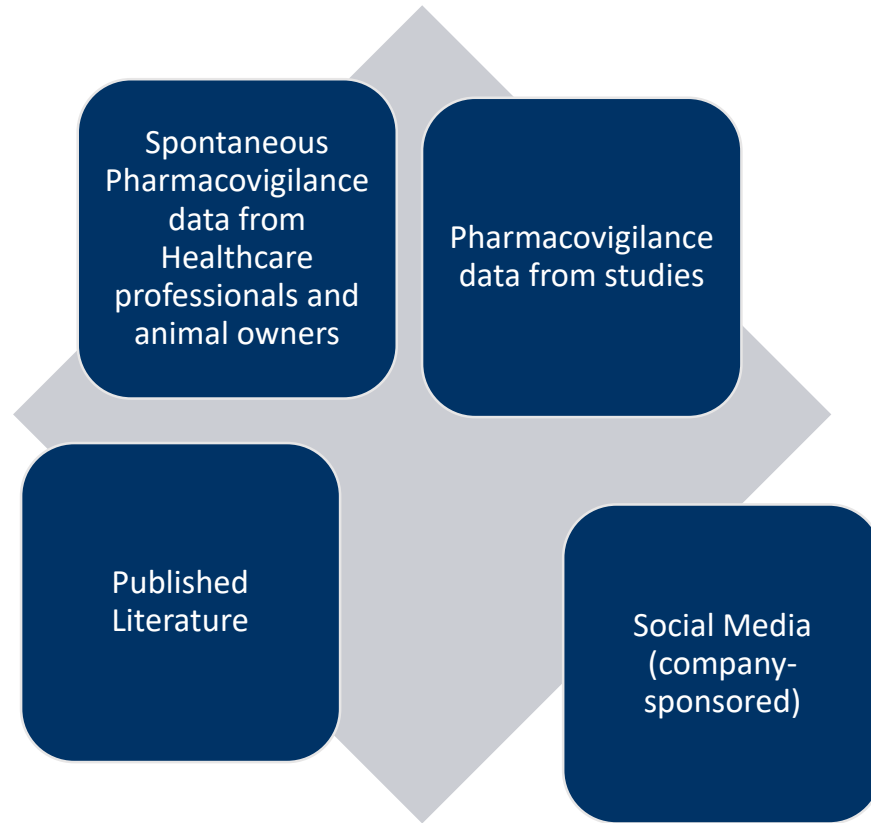 Spontaneous
Pharmacovigilance
data from
Healthcare
professionals and
animal owners
Pharmacovigilance
data from studies
Published
Literature
Social Media
(company-
sponsored)